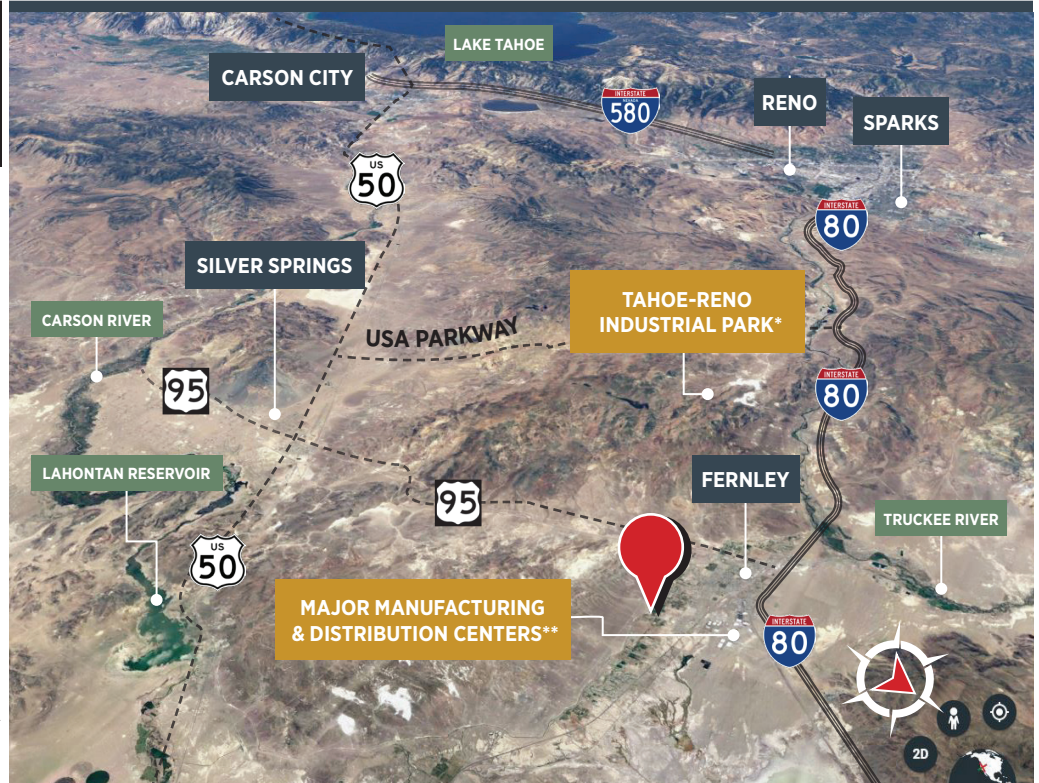 LAKE TAHOE
CARSON CITY
INTERSTATE
NEVADA
580
RENO
SPARKS
US
50
INTERSTATE
80
SILVER SPRINGS
TAHOE-RENO
INDUSTRIAL PARK*
CARSON RIVER
USA PARKWAY
95
INTERSTATE
80
LAHONTAN RESERVOIR
FERNLEY
95
TRUCKEE RIVER
US
50
MAJOR MANUFACTURING
& DISTRIBUTION CENTERS**
INTERSTATE
80
2D